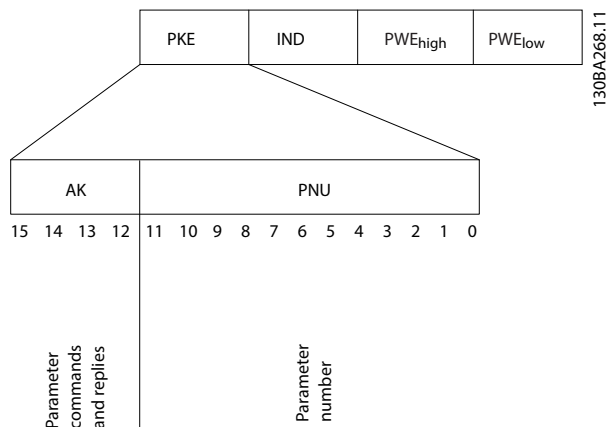 PKE IND PWEhigh PWElow
130BA268.11
AK PNU
15 14 13 12 11 10 9 8 7 6 5 4 3 2 1 0
Parameter
commands
and replies
Parameter
number